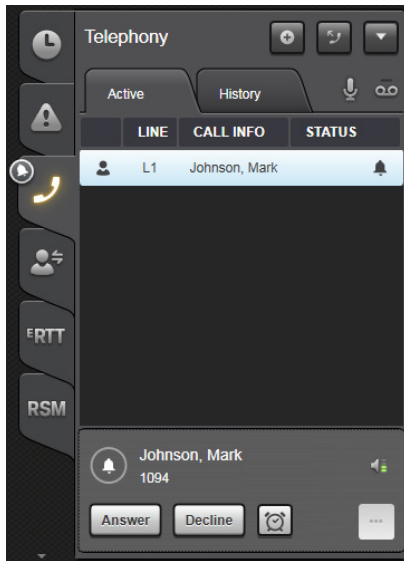 Telephony
Active History
LINE CALL INFO STATUS
L1 Johnson, Mark
ERTT
RSM
Johnson, Mark
1094
Answer Decline ...